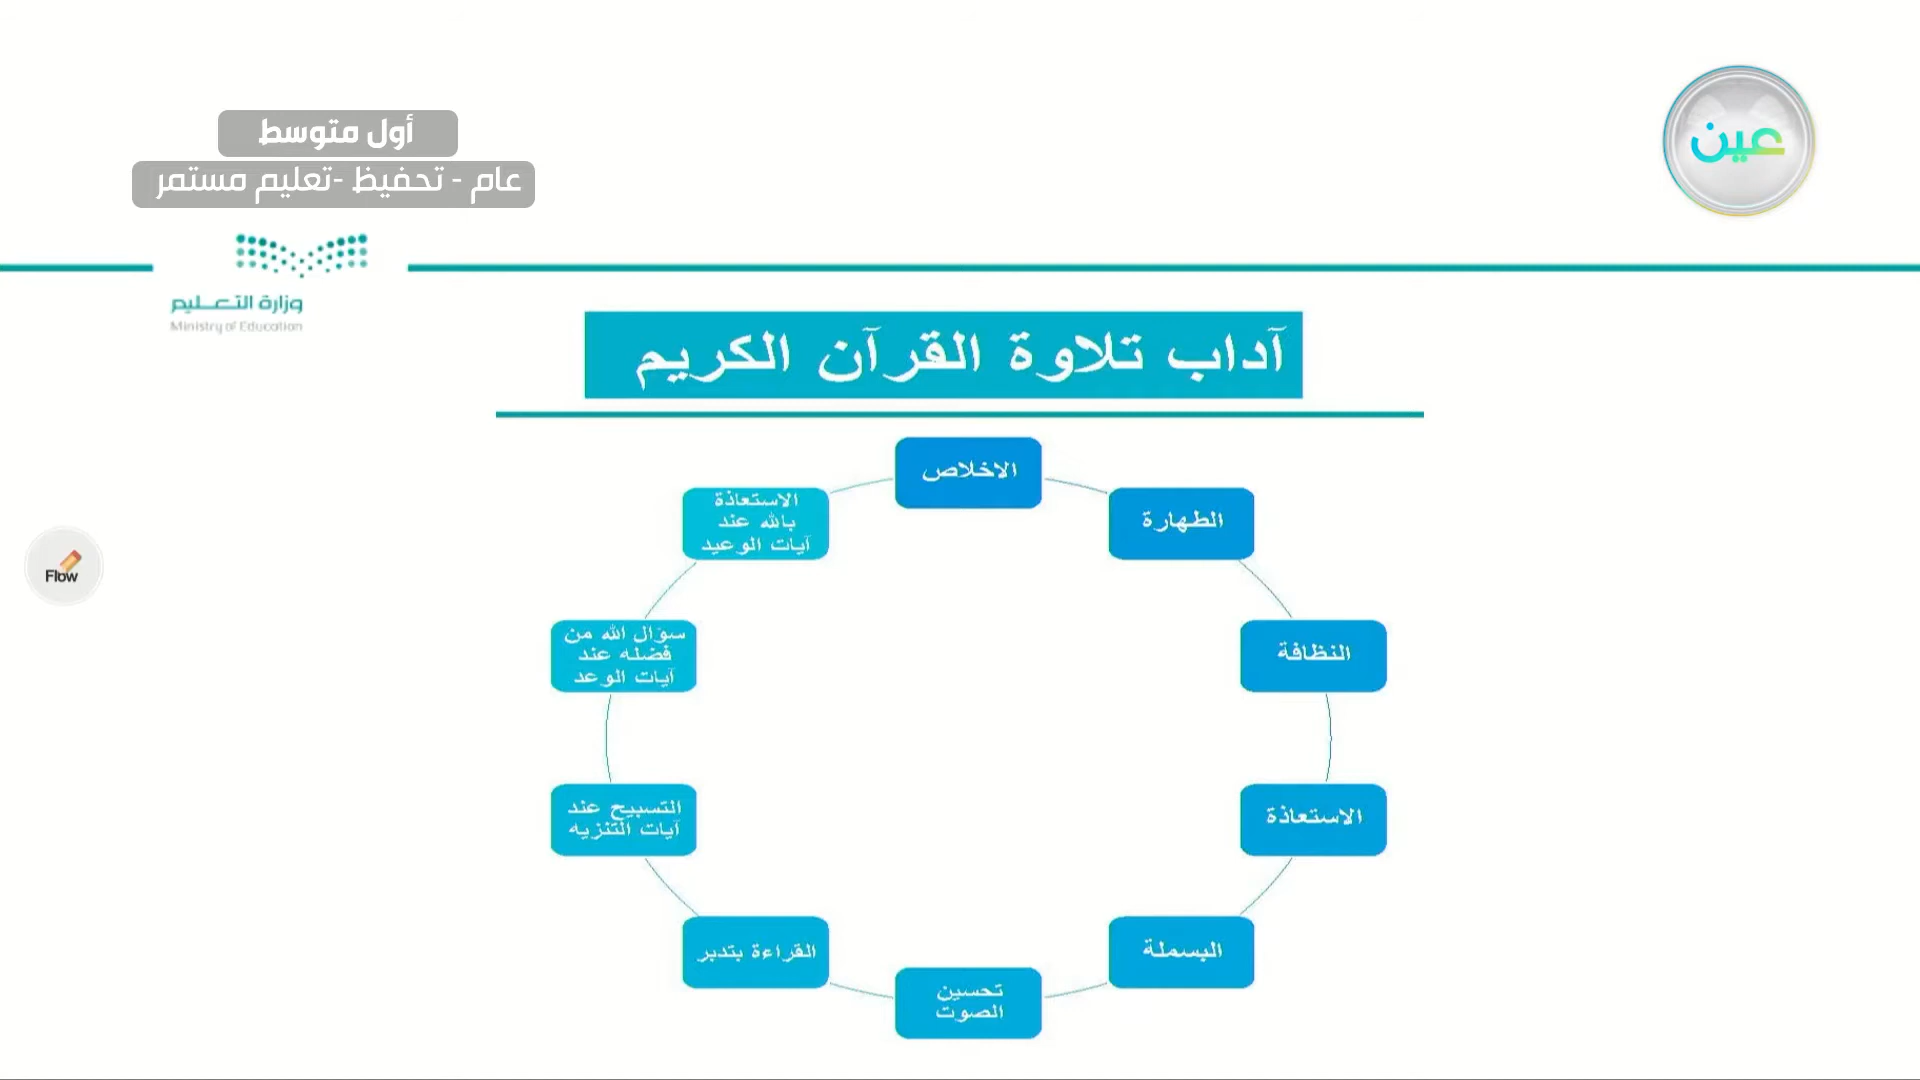 أول متوسط
عام - تحفيظ -تعليم مستمر
عين
وزارة التعليم
Ministry of Education
آداب تلاوة القرآن الكريم
الاخلاص
الطهارة
النظافة
الاستعاذة
البسملة
تحسين
الصوت
القراءة بتدبر
التسبيح عند
آيات التنزيه
سؤال الله من
فضله عند
آيات الوعد
الاستعاذة
بالله عند
آيات الوعيد
Flow